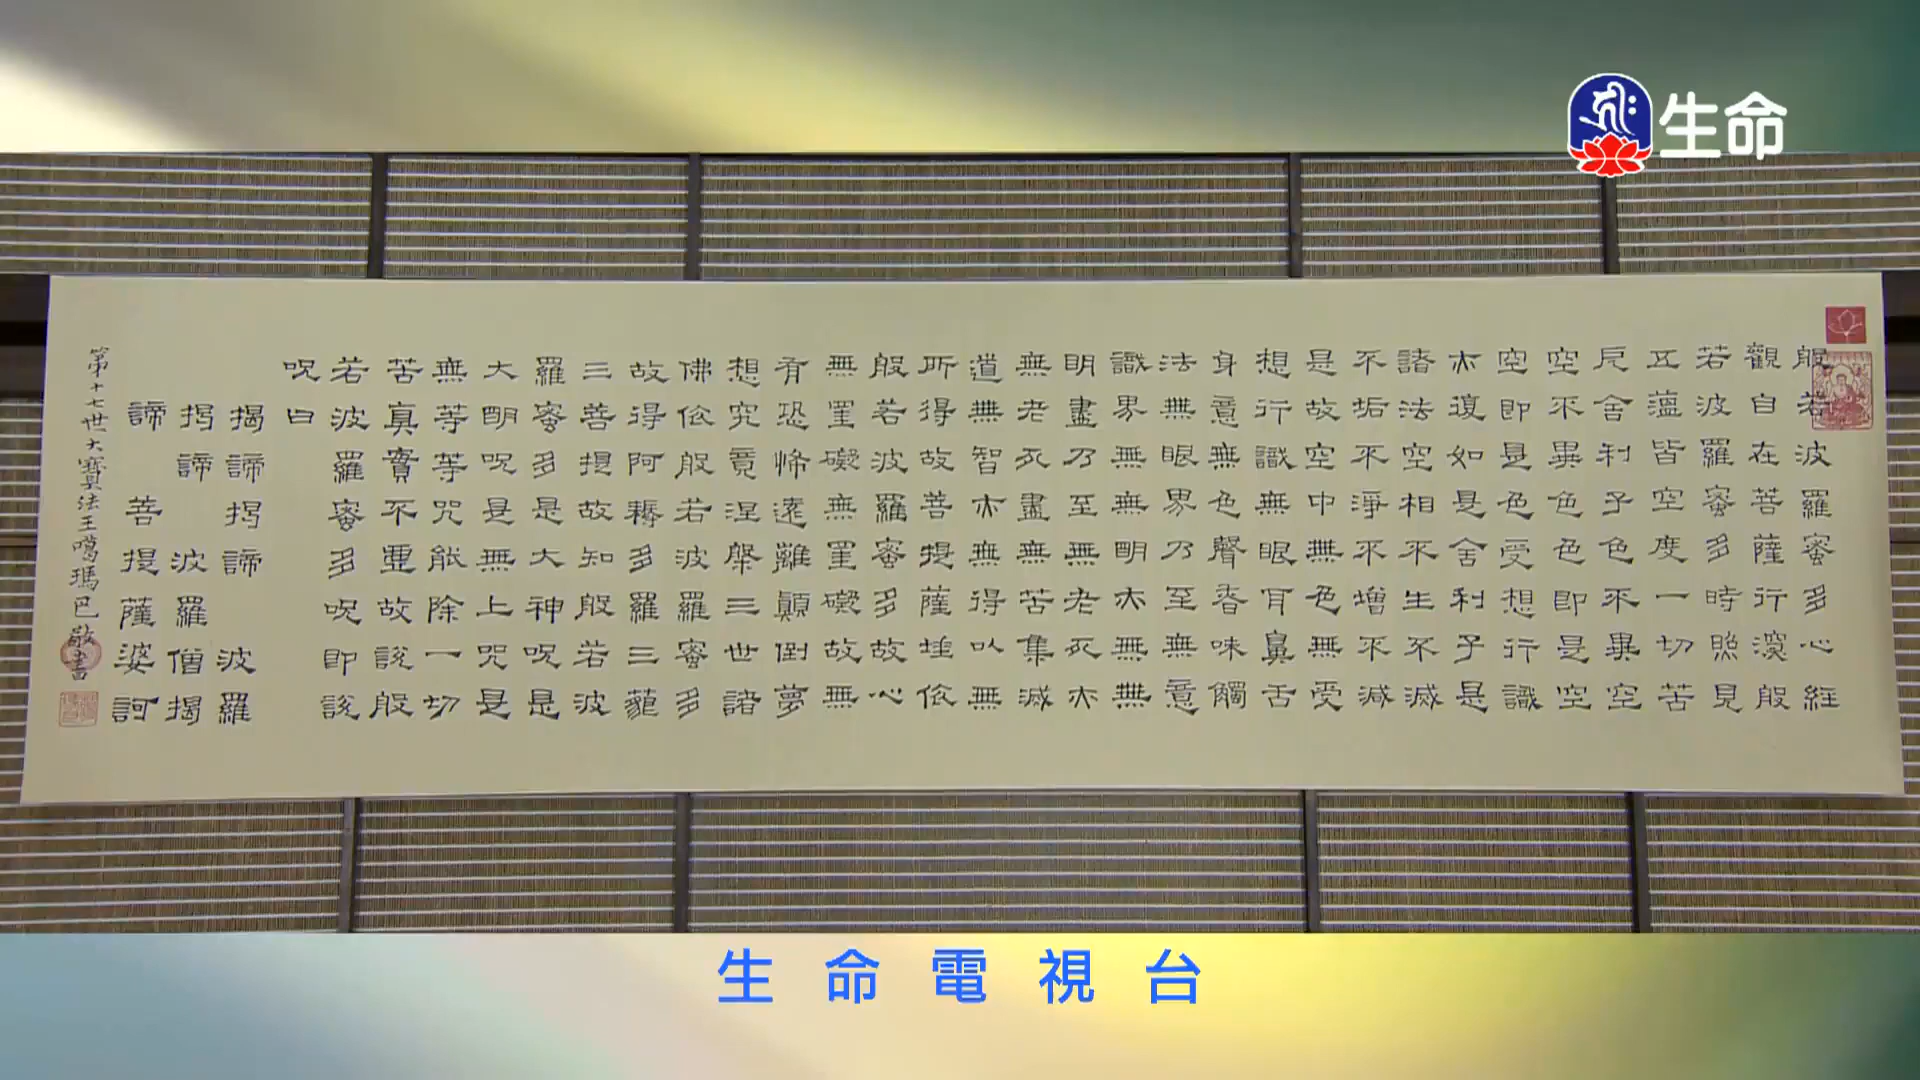 生命
般若波羅蜜多心經
觀自在菩薩行深般
若波羅蜜多時照見
五蘊皆空度一切苦
厄舍利子色不異空
空不異色色即是空
空即是色受想行識
亦復如是舍利子是
諸法空相不生不滅
不垢不淨不增不減
是故空中無色無受
想行識無眼耳鼻舌
身意無色聲香味觸
法無眼界乃至無意
識界無無明亦無無
明盡乃至無老死亦
無老死盡無苦集滅
道無智亦無得以無
所得故菩提薩埵依
般若波羅蜜多故心
無罣礙無罣礙故無
有恐怖遠離顛倒夢
想究竟涅槃三世諸
佛依般若波羅蜜多
故得阿耨多羅三藐
三菩提故知般若波
羅蜜多是大神呪是
大明呪是無上咒是
無等等咒能除一切
苦真實不虛故說般
若波羅蜜多呪即說
呪曰
揭諦揭諦 波羅
揭諦 波羅僧揭
諦 菩提薩婆訶
第十七世大寶法王噶瑪巴敬書
生命電視台